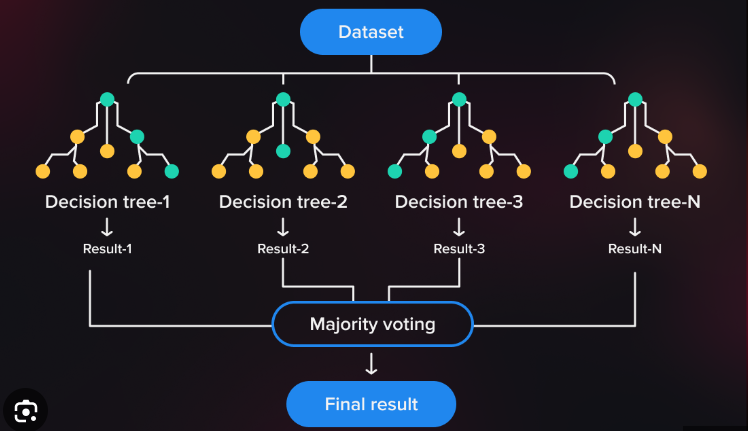 Dataset
Decision tree-1
Decision tree-2
Decision tree-3
Decision tree-N
Result-1
Result-2
Result-3
Result-N
Majority voting
Final result